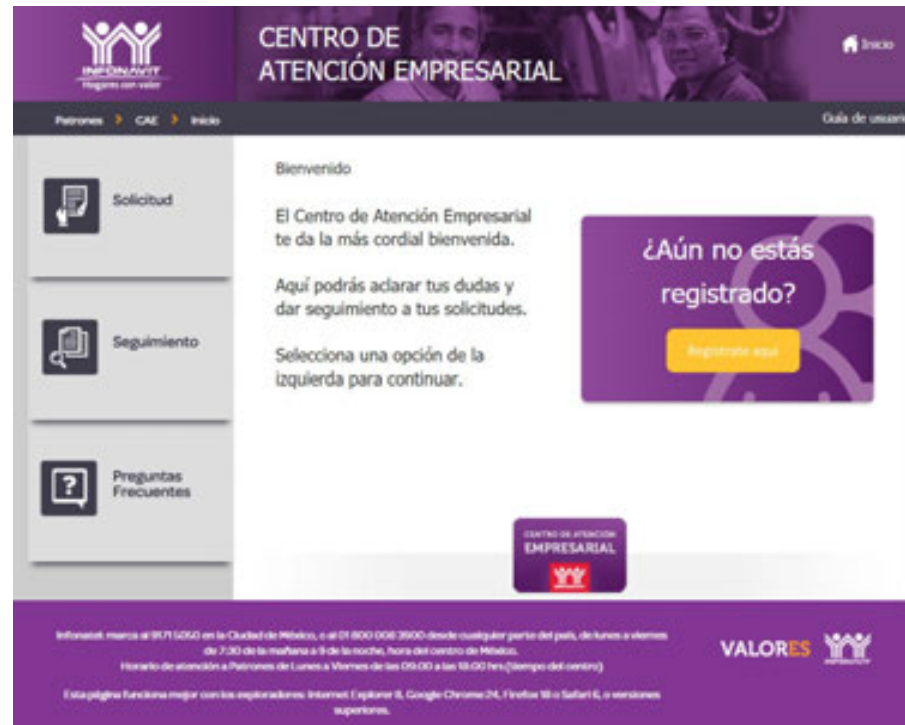 INFONAVIT
Hogares con valor
CENTRO DE
ATENCIÓN EMPRESARIAL
Inicio
Patrones CAE Inicio
Guía de usuario
Solicitud
Seguimiento
Preguntas
Frecuentes
Bienvenido
El Centro de Atención Empresarial
te da la más cordial bienvenida.
Aquí podrás aclarar tus dudas y
dar seguimiento a tus solicitudes.
Selecciona una opción de la
izquierda para continuar.
¿Aún no estás
registrado?
Regístrate aquí
CENTRO DE ATENCIÓN
EMPRESARIAL
Infonatel: marca al 9171 5050 en la Ciudad de México, o al 01 800 008 3900 desde cualquier parte del país, de lunes a viernes
de 7:30 de la mañana a 9 de la noche, hora del centro de México.
Horario de atención a Patrones de Lunes a Viernes de las 09:00 a las 18:00 hrs.(tiempo del centro)
Esta página funciona mejor con los exploradores: Internet Explorer 8, Google Chrome 24, Firefox 18 o Safari 6, o versiones
superiores.
VALORES
INFONAVIT